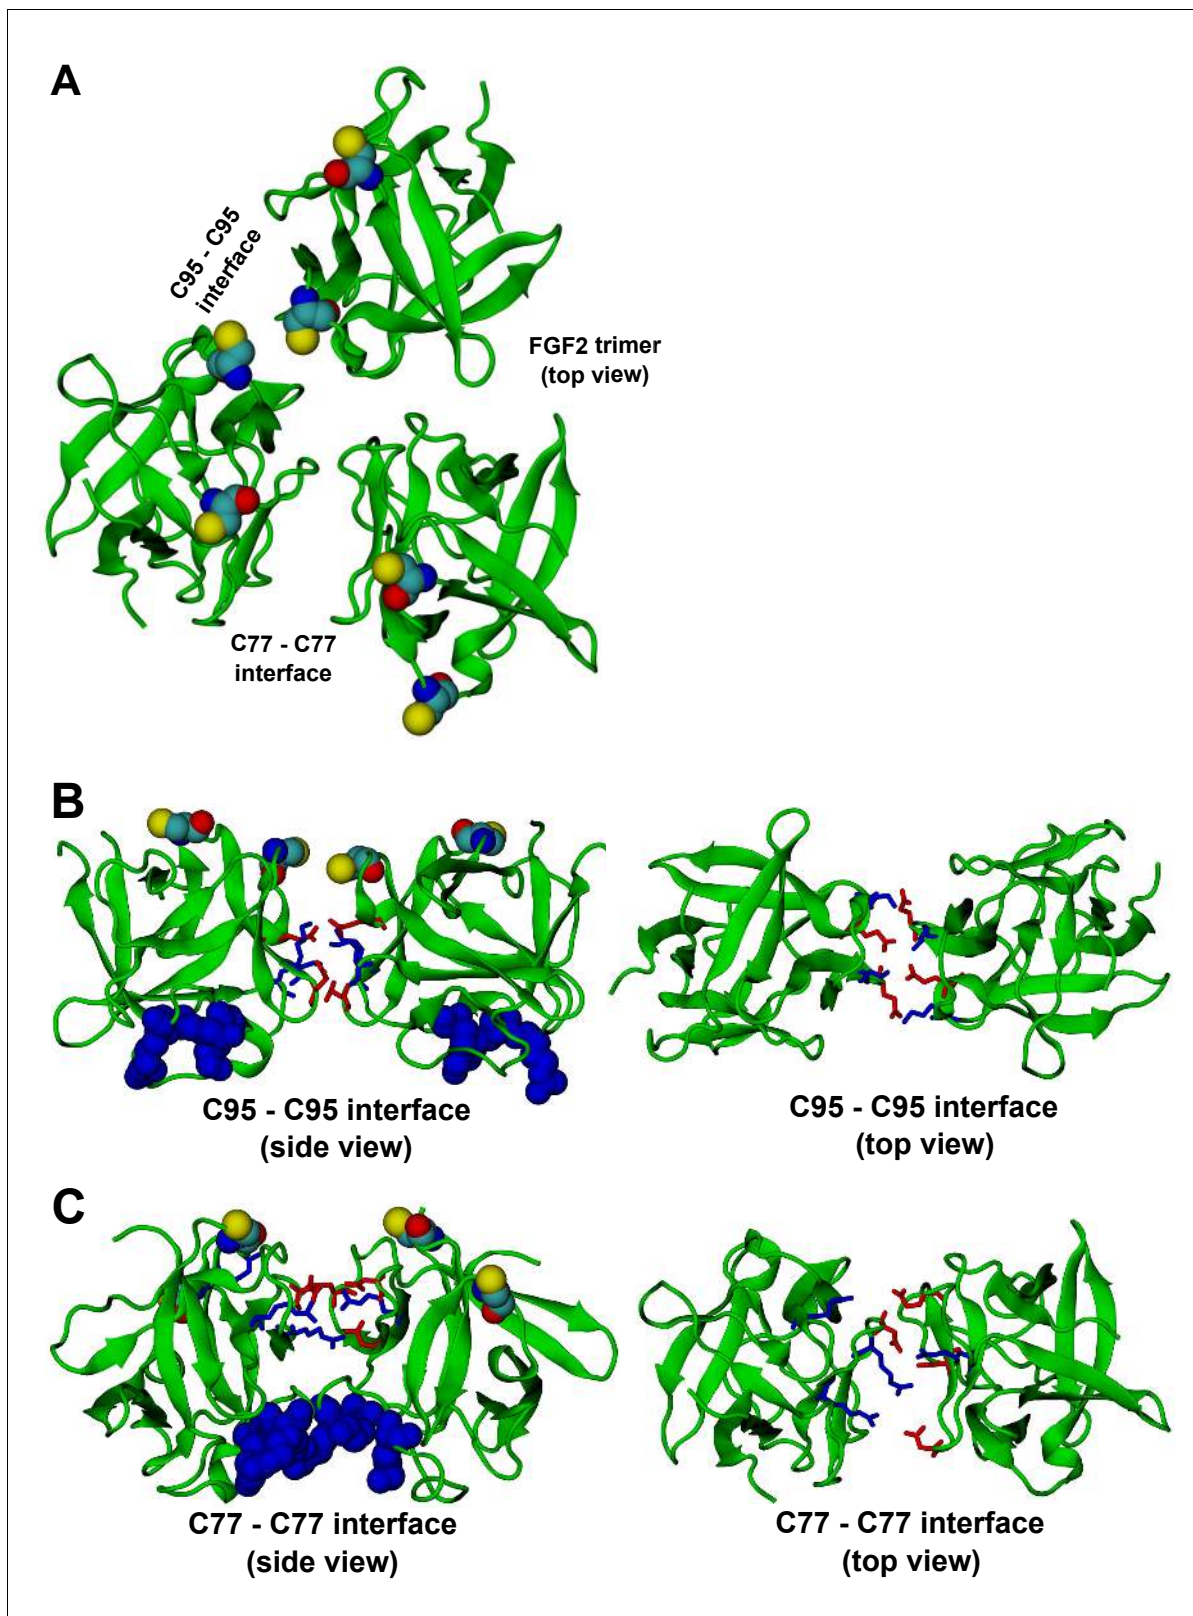 A
C95 - C95
interface
FGF2 trimer
(top view)
C77 - C77
interface
B
C95 - C95 interface
(side view)
C95 - C95 interface
(top view)
C
C77 - C77 interface
(side view)
C77 - C77 interface
(top view)